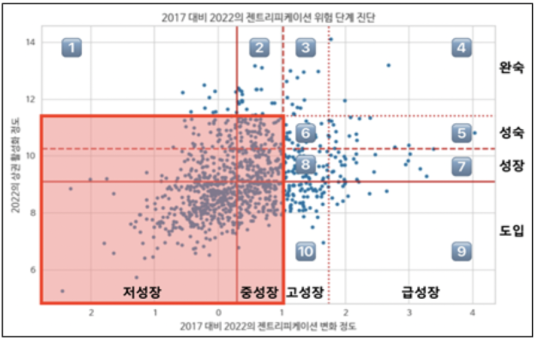 2017 대비 2022의 젠트리피케이션 위험 단계 진단
14
1
2
3
4
완숙
12
6
5
성숙
10
8
7
성장
8
도입
6
10
9
저성장
중성장
고성장
급성장
2
1
0
1
2
3
4
2022의 상권 활성화 정도
2017 대비 2022의 젠트리피케이션 변화 정도